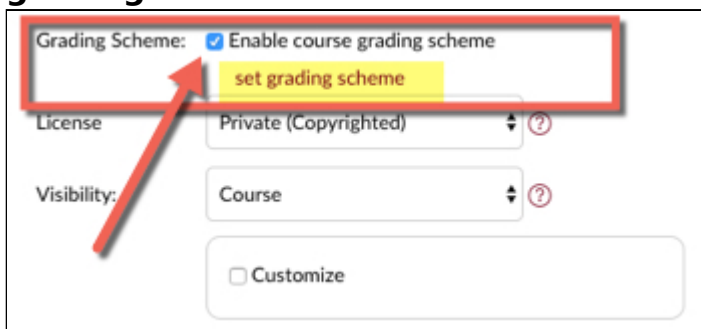 Grading Scheme: Enable course grading scheme
set grading scheme
License Private (Copyrighted) ?
Visibility: Course ?
Customize